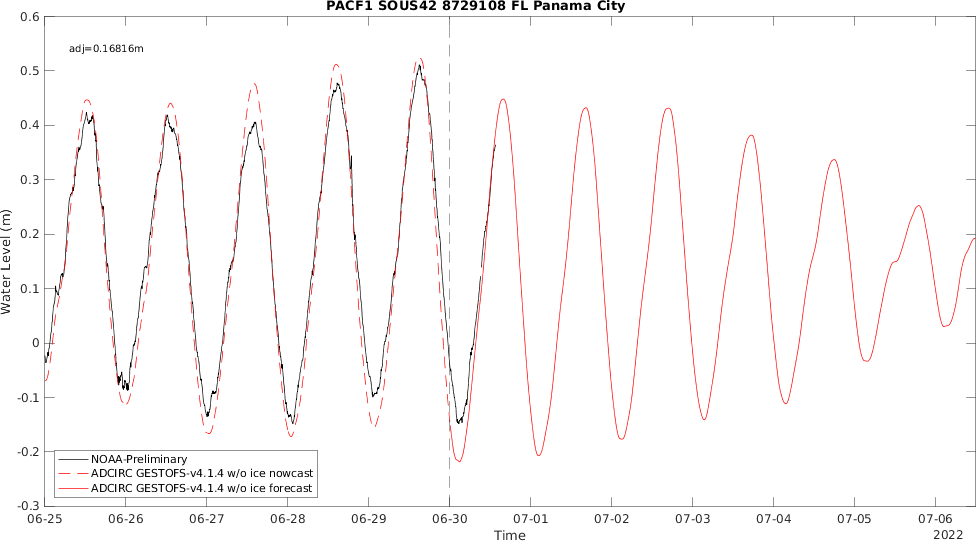 PACF1 SOUS42 8729108 FL Panama City
adj=0.16816m
Water Level (m)
0.6
0.5
0.4
0.3
0.2
0.1
0
-0.1
-0.2
-0.3
NOAA-Preliminary
ADCIRC GESTOFS-v4.1.4 w/o ice nowcast
ADCIRC GESTOFS-v4.1.4 w/o ice forecast
06-25 06-26 06-27 06-28 06-29 06-30 07-01 07-02 07-03 07-04 07-05 07-06
Time
2022